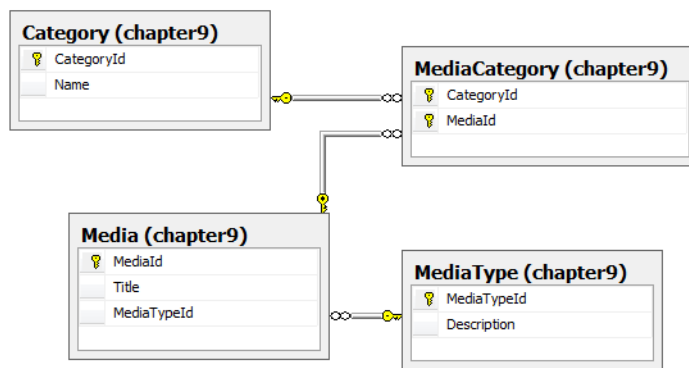 Category (chapter9)
CategoryId
Name
MediaCategory (chapter9)
CategoryId
MediaId
Media (chapter9)
MediaId
Title
MediaTypeId
MediaType (chapter9)
MediaTypeId
Description